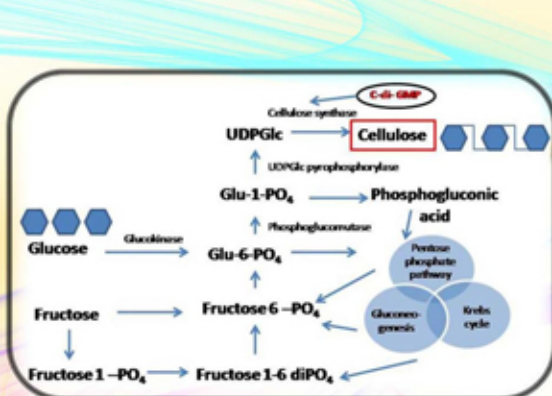 C-di-GMP
Cellulose synthase
UDPGlc
Cellulose
UDPGlc pyrophosphorylase
Glu-1-PO4
Phosphogluconic
acid
Phosphoglucomutase
Glucose
Glucokinase
Glu-6-PO4
Pentose
phosphate
pathway
Fructose
Fructose 6 –PO4
Gluconeo-
genesis
Krebs
cycle
Fructose 1 –PO4
Fructose 1-6 diPO4